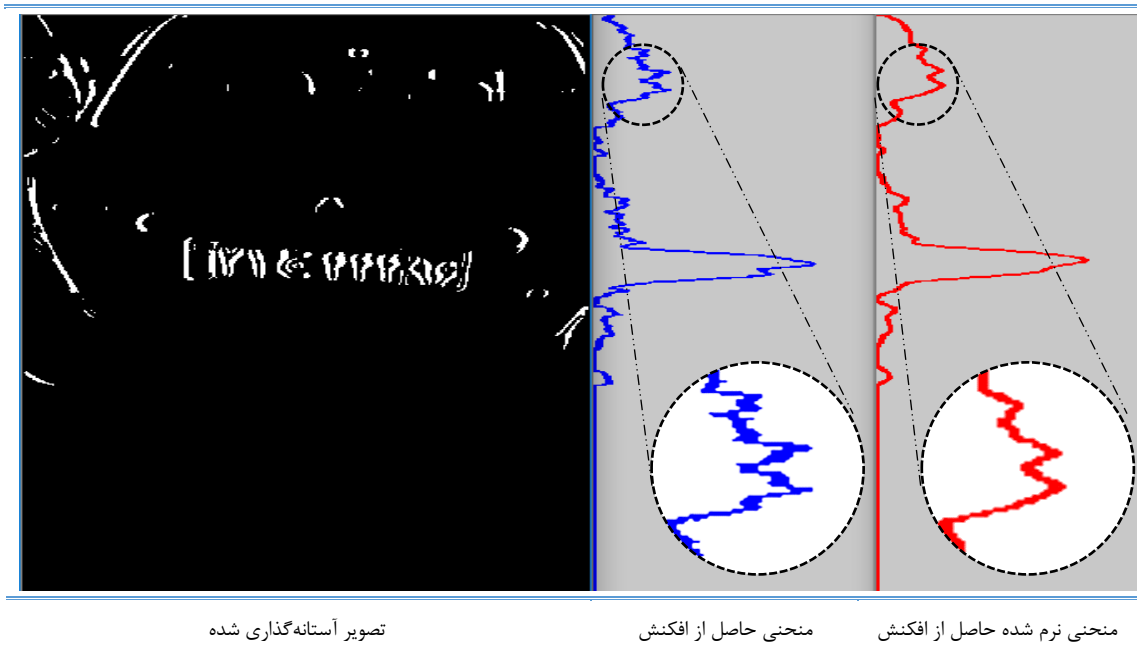 منحنی نرم شده حاصل از افکنش
منحنی حاصل از افکنش
تصویر آستانه‌گذاری شده